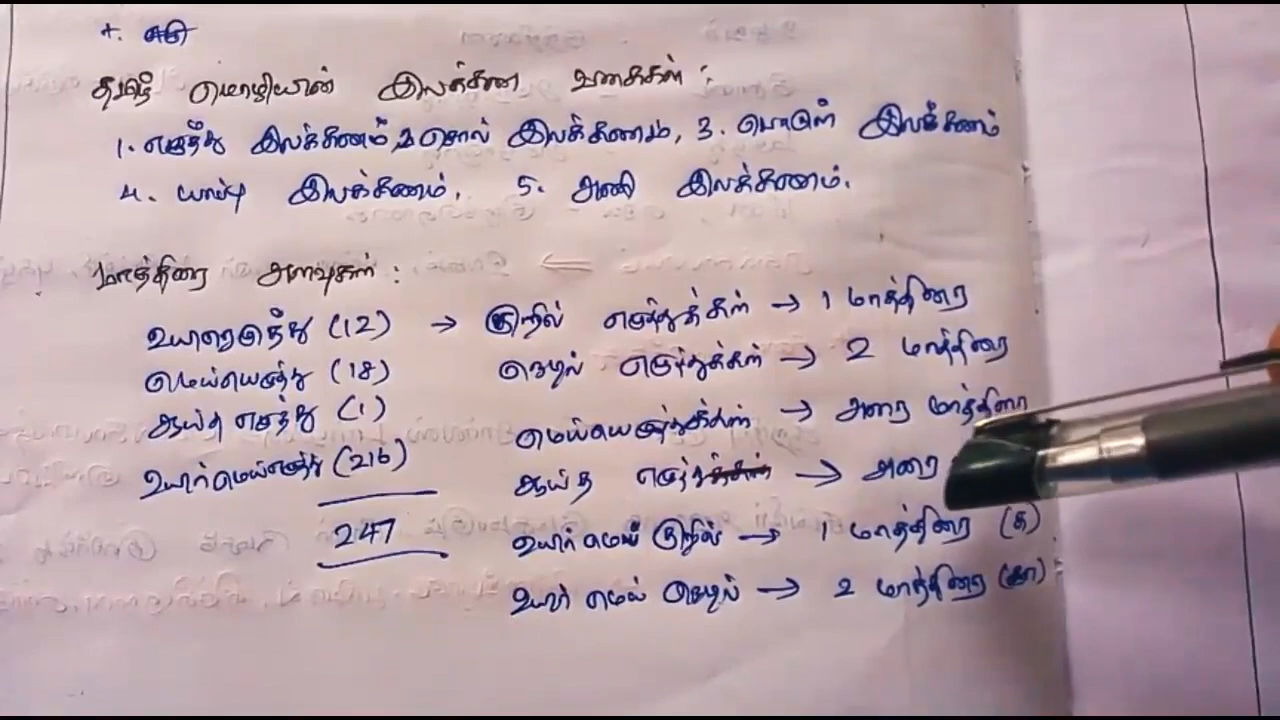 தமிழ் மொழியின் இலக்கண வகைகள் :
1. எழுத்து இலக்கணம், 2. சொல் இலக்கணம், 3. பொருள் இலக்கணம்
4. யாப்பு இலக்கணம், 5. அணி இலக்கணம்.
மாத்திரை அளவுகள் :
உயிரெழுத்து (12) → குறில் எழுத்துக்கள் → 1 மாத்திரை
மெய்யெழுத்து (18) நெடில் எழுத்துக்கள் → 2 மாத்திரை
ஆய்த எழுத்து (1) மெய்யெழுத்துக்கள் → அரை மாத்திரை
உயிர்மெய்எழுத்து (216) ஆய்த → அரை
247 உயிர் மெய் குறில் → 1 மாத்திரை (க)
உயிர் மெய் நெடில் → 2 மாத்திரை (கா)